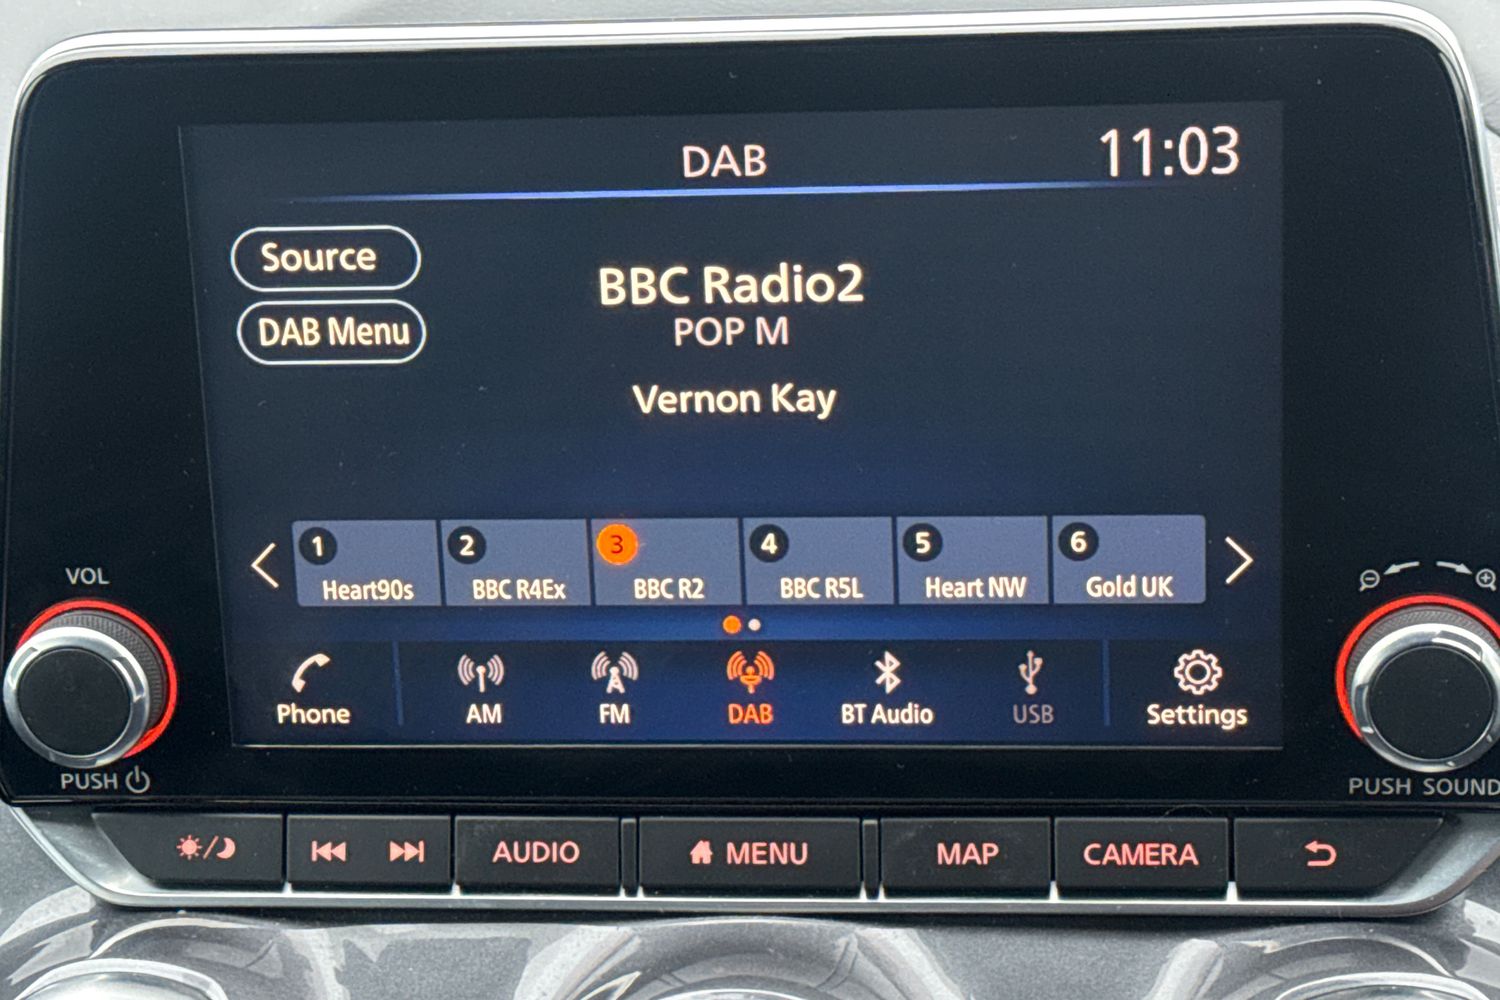 DAB
11:03
Source
DAB Menu
BBC Radio2
POP M
Vernon Kay
1 Heart90s
2 BBC R4Ex
3 BBC R2
4 BBC R5L
5 Heart NW
6 Gold UK
VOL
PUSH
PUSH SOUND
Phone
AM
FM
DAB
BT Audio
USB
Settings
AUDIO
MENU
MAP
CAMERA